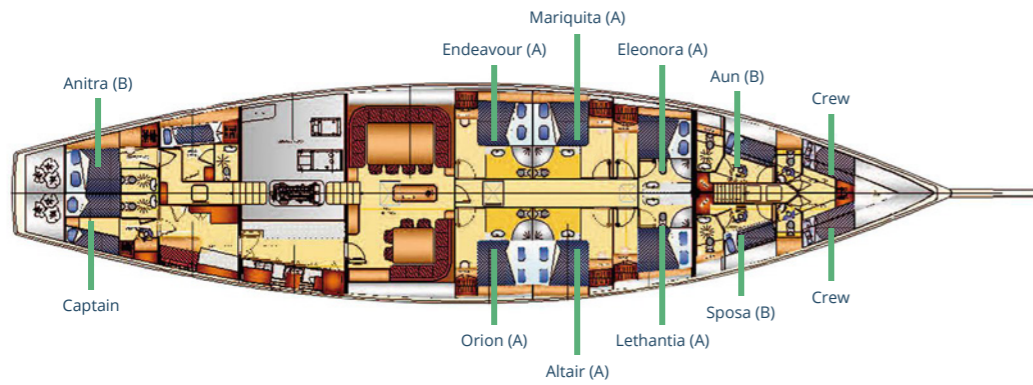 Mariquita (A)
Endeavour (A)
Eleonora (A)
Anitra (B)
Aun (B)
Crew
Captain
Orion (A)
Altair (A)
Lethantia (A)
Sposa (B)
Crew